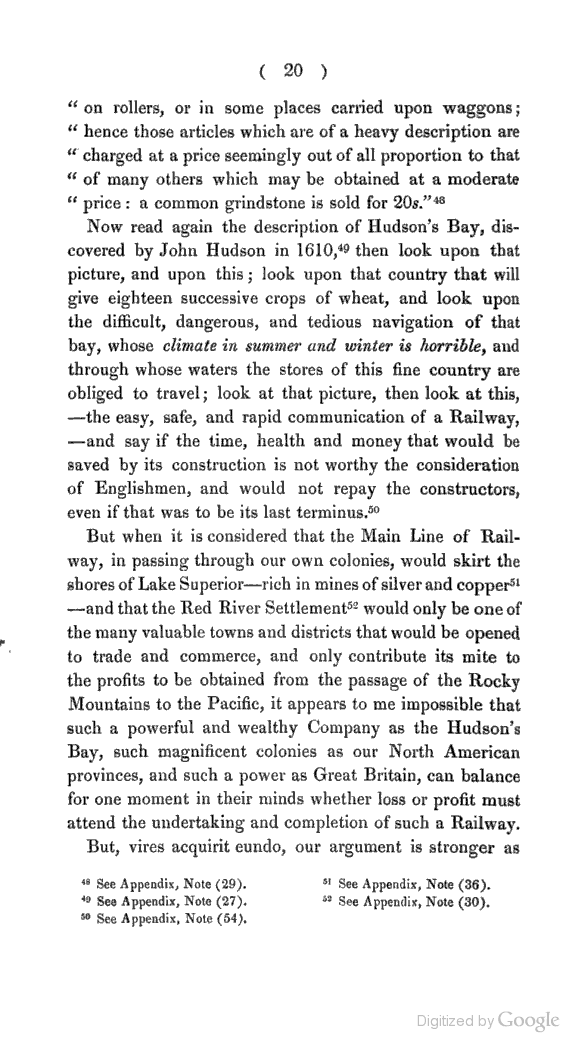 ( 20 )
“ on rollers, or in some places carried upon waggons;
“ hence those articles which are of a heavy description are
“ charged at a price seemingly out of all proportion to that
“ of many others which may be obtained at a moderate
“ price : a common grindstone is sold for 20s.”⁴⁸
Now read again the description of Hudson’s Bay, dis-
covered by John Hudson in 1610,⁴⁹ then look upon that
picture, and upon this ; look upon that country that will
give eighteen successive crops of wheat, and look upon
the difficult, dangerous, and tedious navigation of that
bay, whose climate in summer and winter is horrible, and
through whose waters the stores of this fine country are
obliged to travel; look at that picture, then look at this,
—the easy, safe, and rapid communication of a Railway,
—and say if the time, health and money that would be
saved by its construction is not worthy the consideration
of Englishmen, and would not repay the constructors,
even if that was to be its last terminus.⁵⁰
But when it is considered that the Main Line of Rail-
way, in passing through our own colonies, would skirt the
shores of Lake Superior—rich in mines of silver and copper⁵¹
—and that the Red River Settlement⁵² would only be one of
the many valuable towns and districts that would be opened
to trade and commerce, and only contribute its mite to
the profits to be obtained from the passage of the Rocky
Mountains to the Pacific, it appears to me impossible that
such a powerful and wealthy Company as the Hudson’s
Bay, such magnificent colonies as our North American
provinces, and such a power as Great Britain, can balance
for one moment in their minds whether loss or profit must
attend the undertaking and completion of such a Railway.
But, vires acquirit eundo, our argument is stronger as
⁴⁸ See Appendix, Note (29).
⁴⁹ See Appendix, Note (27).
⁵⁰ See Appendix, Note (54).
⁵¹ See Appendix, Note (36).
⁵² See Appendix, Note (30).
Digitized by Google